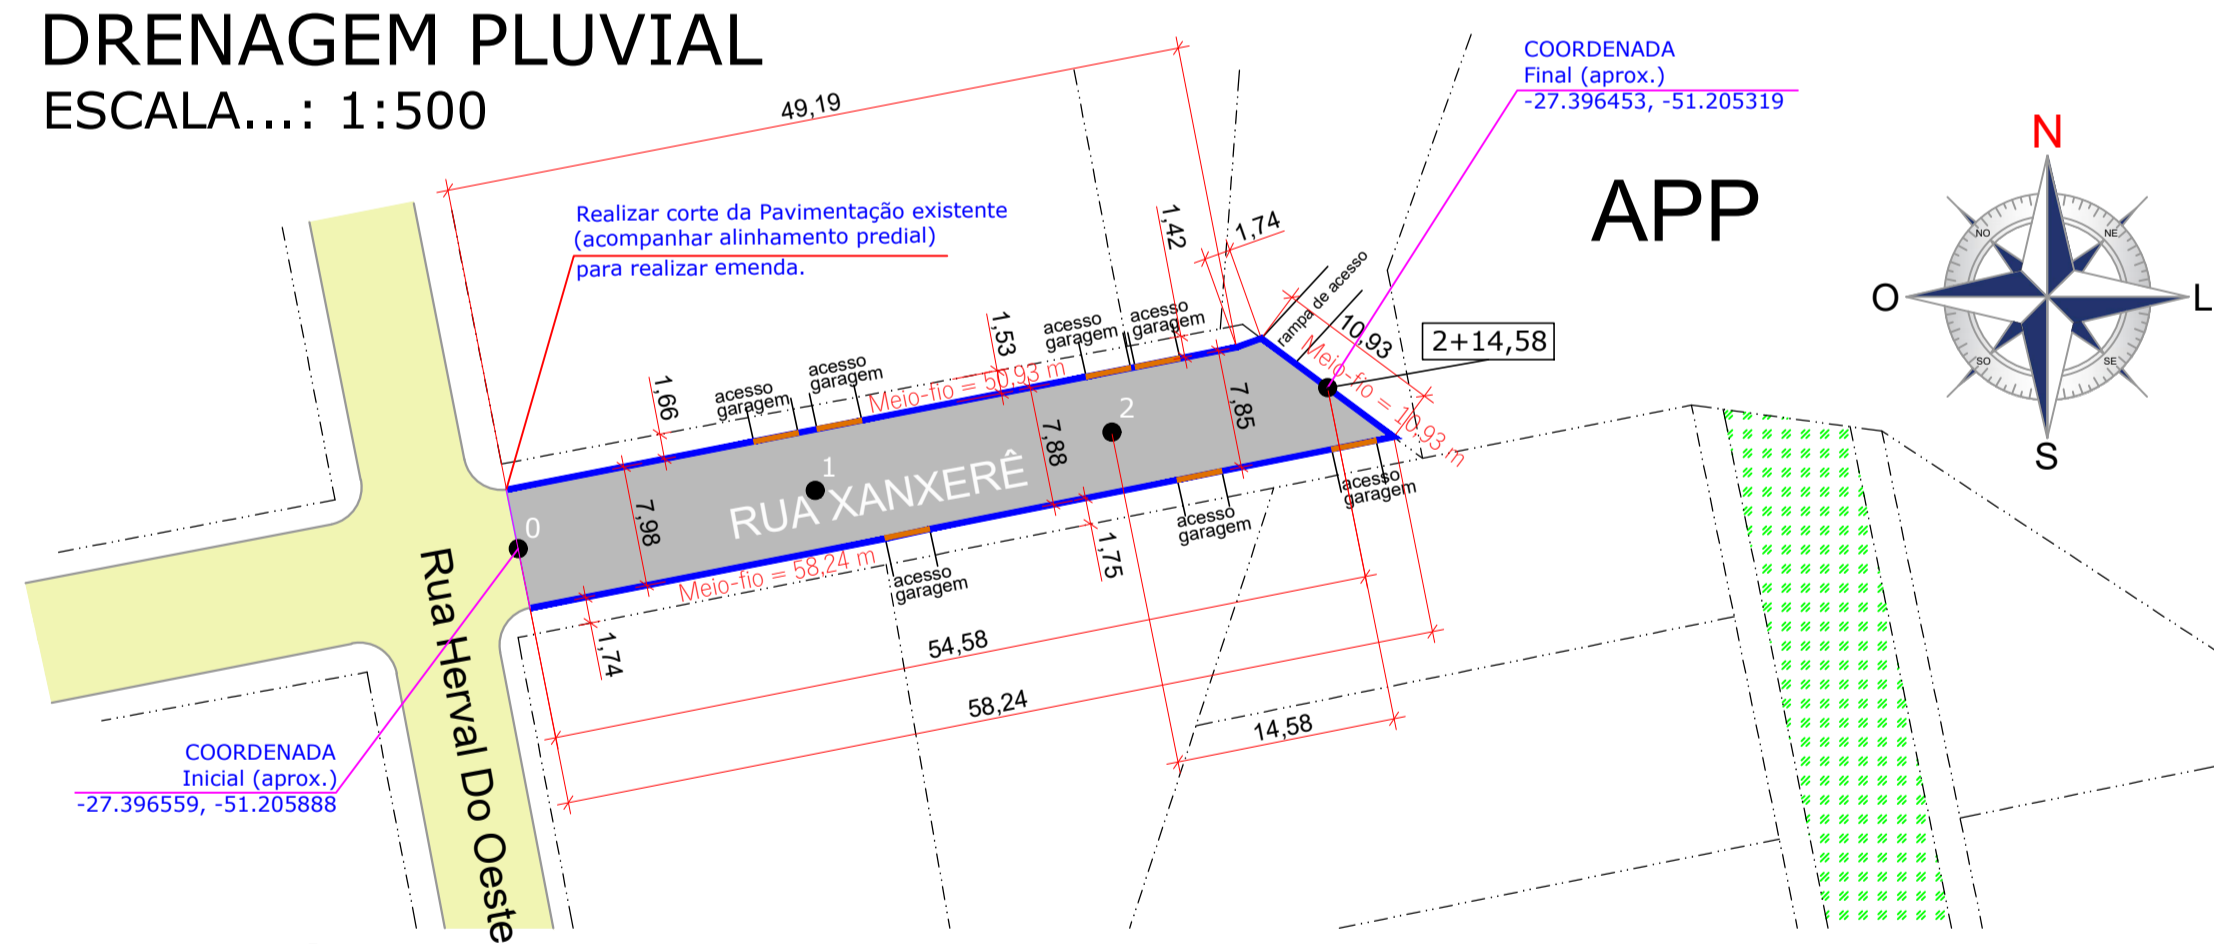 DRENAGEM PLUVIAL
ESCALA...: 1:500
COORDENADA
Final (aprox.)
-27.396453, -51.205319
49,19
N
NO
NE
O
L
SO
SE
S
APP
Realizar corte da Pavimentação existente
(acompanhar alinhamento predial)
para realizar emenda.
1,42
1,74
rampa de acesso
10,93
Meio-fio = 10,93 m
2+14,58
1,66
acesso
garagem
acesso
garagem
1,53
acesso
garagem
acesso
garagem
Meio-fio = 50,93 m
0
1
2
7,98
7,88
7,85
RUA XANXERÊ
Meio-fio = 58,24 m
acesso
garagem
acesso
garagem
acesso
garagem
1,74
1,75
54,58
58,24
14,58
Rua Herval Do Oeste
COORDENADA
Inicial (aprox.)
-27.396559, -51.205888